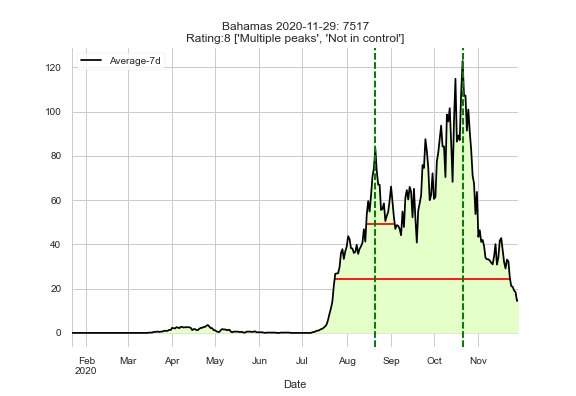 Bahamas 2020-11-29: 7517
Rating:8 ['Multiple peaks', 'Not in control']
Average-7d
120
100
80
60
40
20
0
Feb Mar Apr May Jun Jul Aug Sep Oct Nov
2020
Date